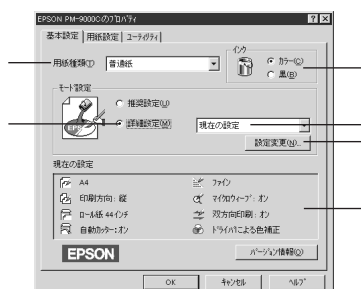 EPSON PM-9000Cのプロパティ
基本設定 用紙設定 ユーティリティ
用紙種類(T) 普通紙
インク
カラー(C)
黒(B)
モード設定
推奨設定(U)
詳細設定(M)
現在の設定
設定変更(N)...
現在の設定
A4
印刷方向: 縦
ロール紙 44インチ
自動カッター: オン
ファイン
マイクロウィーブ: オン
双方向印刷: オン
ドライバによる色補正
EPSON
バージョン情報(O)
OK キャンセル ヘルプ